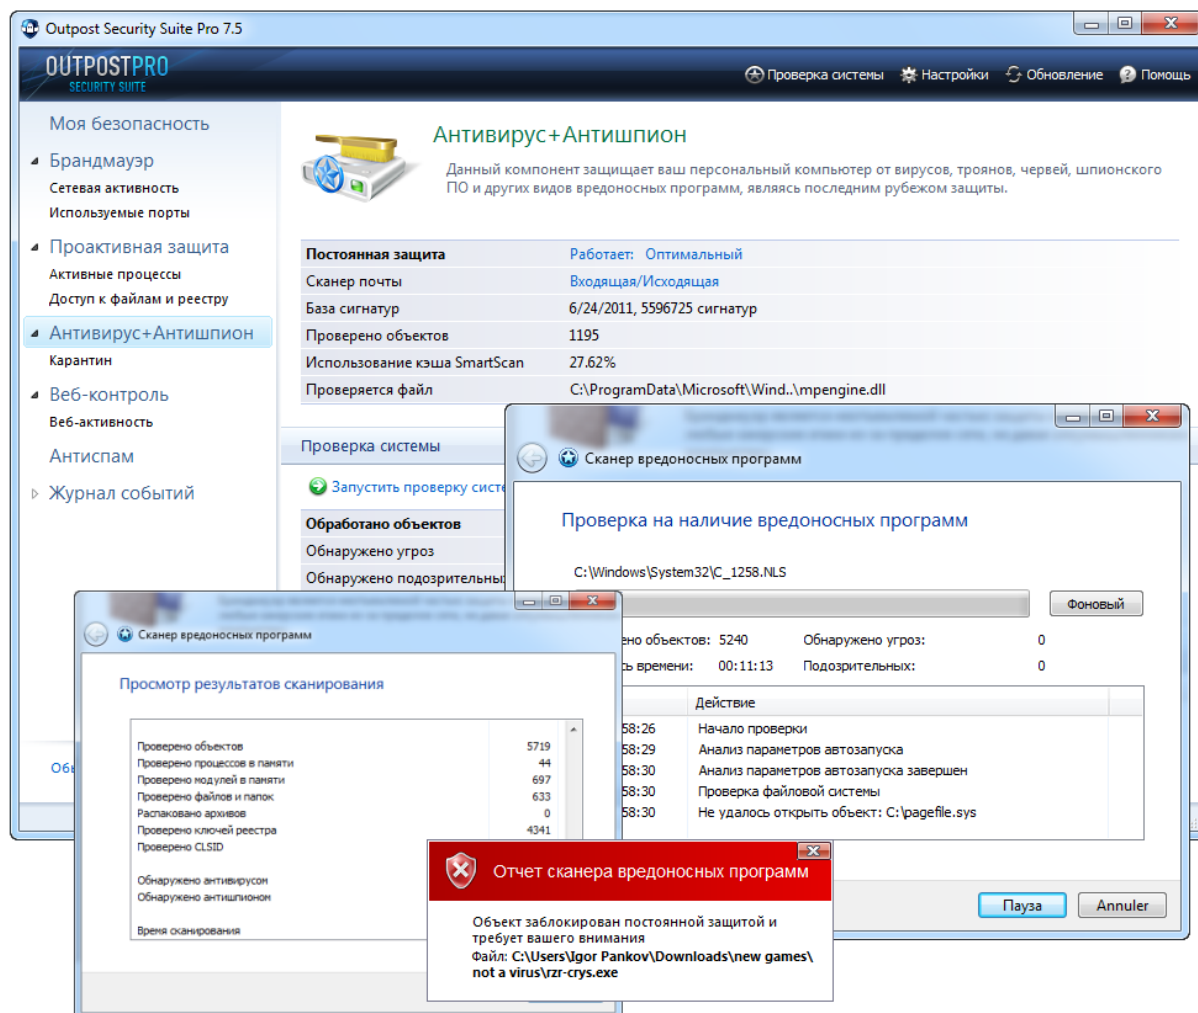 Outpost Security Suite Pro 7.5
OUTPOSTPRO
SECURITY SUITE
Проверка системы
Настройки
Обновление
Помощь
Моя безопасность
Брандмауэр
Сетевая активность
Используемые порты
Проактивная защита
Активные процессы
Доступ к файлам и реестру
Антивирус+Антишпион
Карантин
Веб-контроль
Веб-активность
Антиспам
Журнал событий
Антивирус+Антишпион
Данный компонент защищает ваш персональный компьютер от вирусов, троянов, червей, шпионского
ПО и других видов вредоносных программ, являясь последним рубежом защиты.
Постоянная защита Работает: Оптимальный
Сканер почты Входящая/Исходящая
База сигнатур 6/24/2011, 5596725 сигнатур
Проверено объектов 1195
Использование кэша SmartScan 27.62%
Проверяется файл C:\ProgramData\Microsoft\Wind..\mpengine.dll
Проверка системы
Запустить проверку систе
Обработано объектов
Обнаружено угроз
Обнаружено подозрительны
Сканер вредоносных программ
Проверка на наличие вредоносных программ
C:\Windows\System32\C_1258.NLS
Фоновый
ено объектов: 5240 Обнаружено угроз: 0
ь времени: 00:11:13 Подозрительных: 0
Действие
58:26 Начало проверки
58:29 Анализ параметров автозапуска
58:30 Анализ параметров автозапуска завершен
58:30 Проверка файловой системы
58:30 Не удалось открыть объект: C:\pagefile.sys
Пауза
Annuler
Сканер вредоносных программ
Просмотр результатов сканирования
Проверено объектов 5719
Проверено процессов в памяти 44
Проверено модулей в памяти 697
Проверено файлов и папок 633
Распаковано архивов 0
Проверено ключей реестра 4341
Проверено CLSID
Обнаружено антивирусом
Обнаружено антишпионом
Время сканирования
Отчет сканера вредоносных программ
Объект заблокирован постоянной защитой и
требует вашего внимания
Файл: C:\Users\Igor Pankov\Downloads\new games\
not a virus\rzr-crys.exe